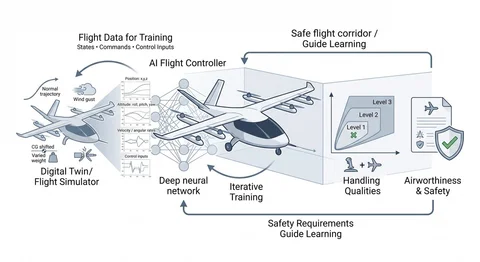 Flight Data for Training
States • Commands • Control Inputs
Safe flight corridor /
Guide Learning
AI Flight Controller
Normal
trajectory
Wind gust
Position x,y,z
Altitude: roll, pitch, yaw
Velocity / angular rates
Control inputs
CG shifted
Varied
weight
Digital Twin/
Flight Simulator
Deep neural
network
Iterative
Training
Level 3
Level 2
Level 1
Handling
Qualities
Airworthiness
& Safety
Safety Requirements
Guide Learning